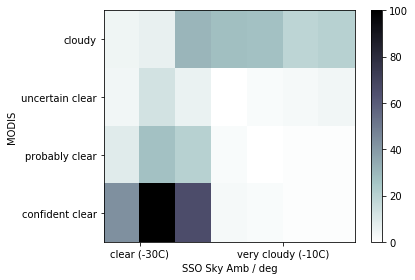 100
cloudy
80
uncertain clear
60
MODIS
40
probably clear
20
confident clear
0
clear (-30C) very cloudy (-10C)
SSO Sky Amb / deg